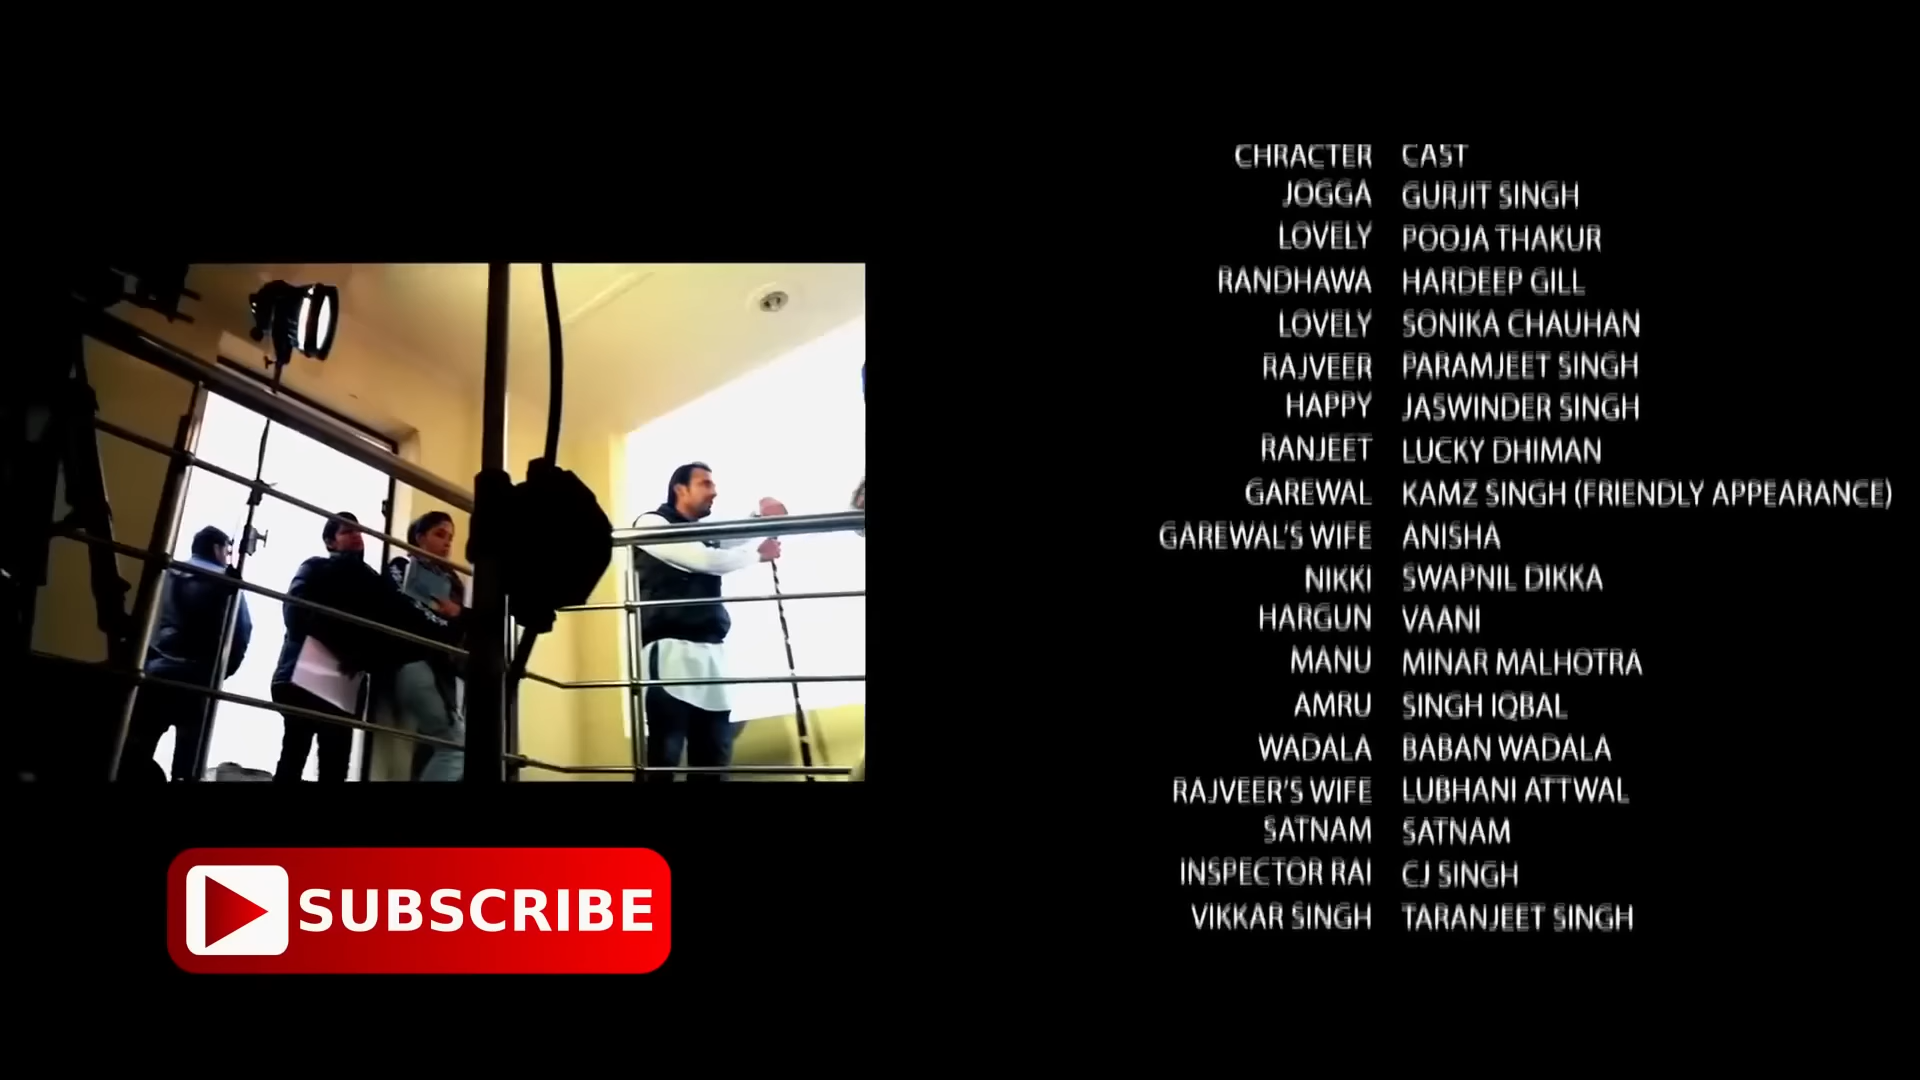 CHRACTER CAST
JOGGA GURJIT SINGH
LOVELY POOJA THAKUR
RANDHAWA HARDEEP GILL
LOVELY SONIKA CHAUHAN
RAJVEER PARAMJEET SINGH
HAPPY JASWINDER SINGH
RANJEET LUCKY DHIMAN
GAREWAL KAMZ SINGH (FRIENDLY APPEARANCE)
GAREWAL'S WIFE ANISHA
NIKKI SWAPNIL DIKKA
HARGUN VAANI
MANU MINAR MALHOTRA
AMRU SINGH IQBAL
WADALA BABAN WADALA
RAJVEER'S WIFE LUBHANI ATTWAL
SATNAM SATNAM
INSPECTOR RAI CJ SINGH
VIKKAR SINGH TARANJEET SINGH
SUBSCRIBE